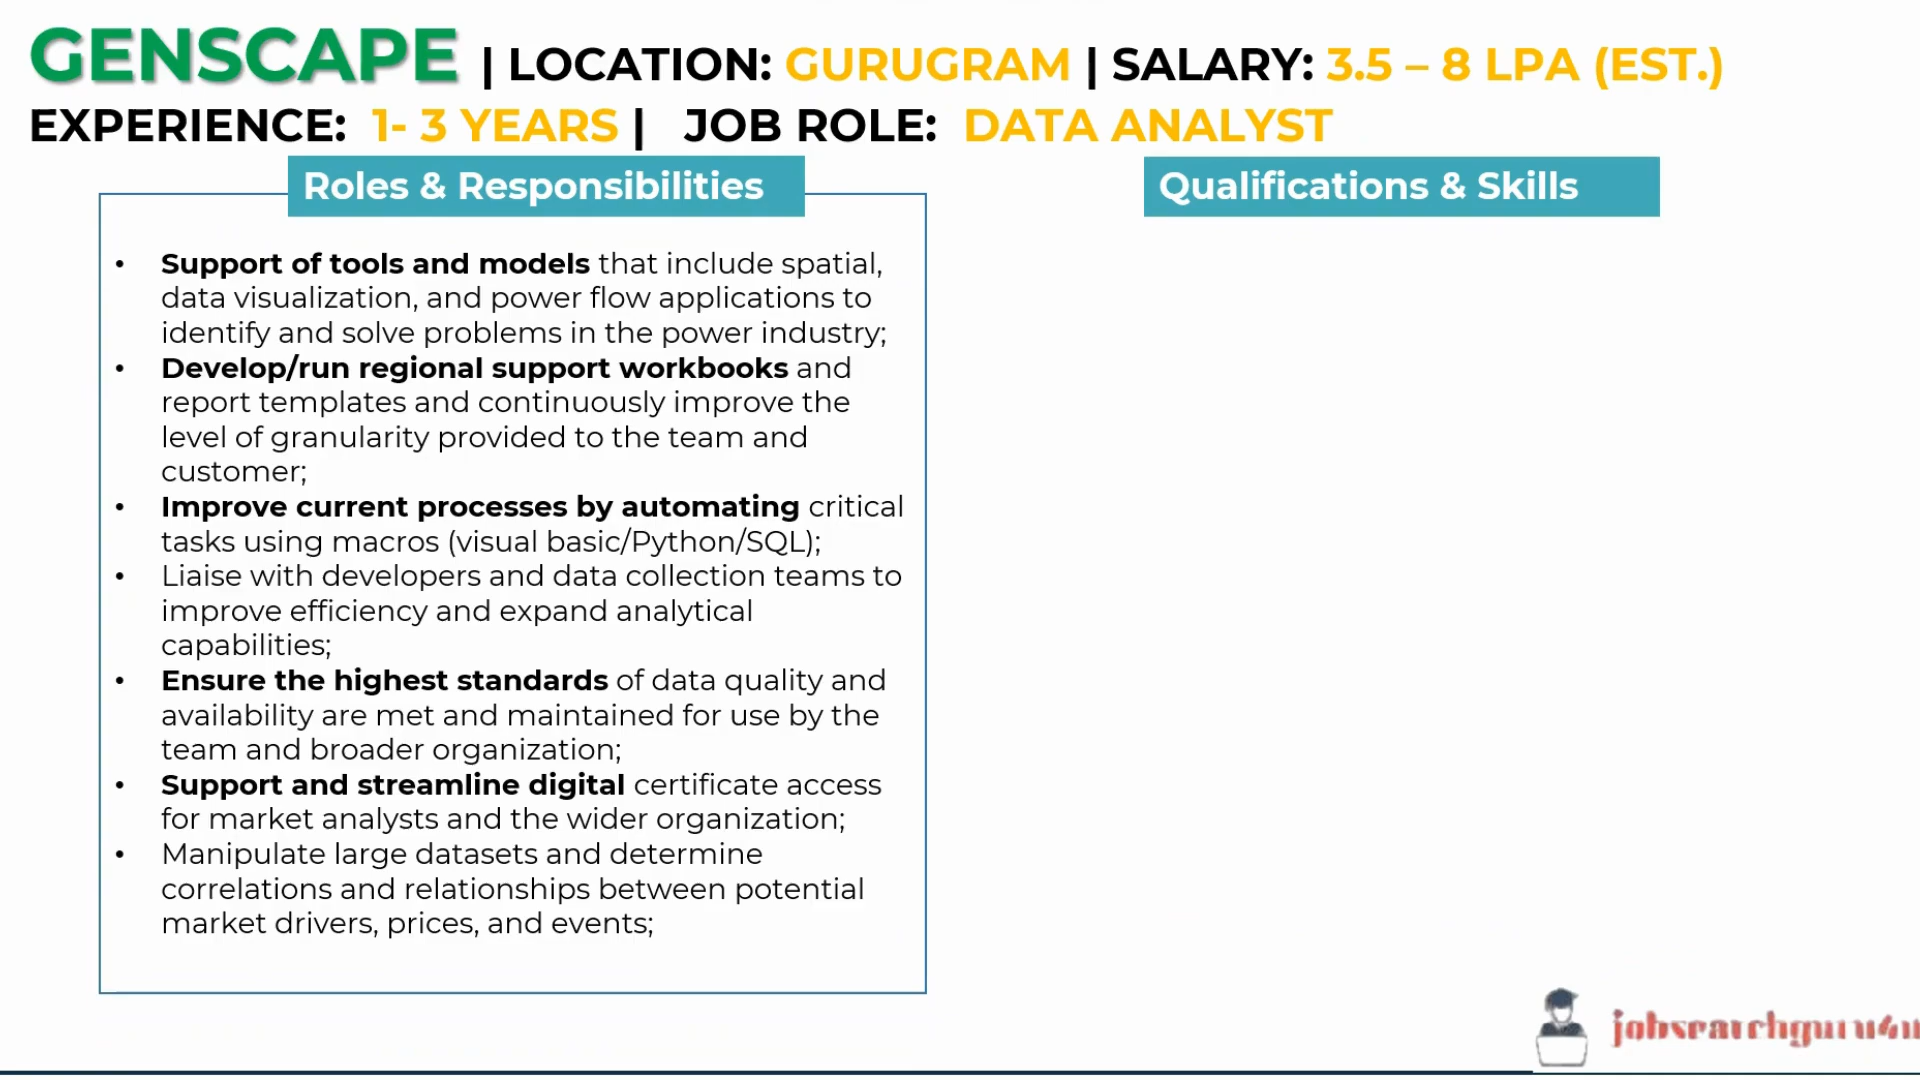 GENSCAPE | LOCATION: GURUGRAM | SALARY: 3.5 – 8 LPA (EST.)
EXPERIENCE: 1- 3 YEARS | JOB ROLE: DATA ANALYST
Roles & Responsibilities
• Support of tools and models that include spatial,
data visualization, and power flow applications to
identify and solve problems in the power industry;
• Develop/run regional support workbooks and
report templates and continuously improve the
level of granularity provided to the team and
customer;
• Improve current processes by automating critical
tasks using macros (visual basic/Python/SQL);
• Liaise with developers and data collection teams to
improve efficiency and expand analytical
capabilities;
• Ensure the highest standards of data quality and
availability are met and maintained for use by the
team and broader organization;
• Support and streamline digital certificate access
for market analysts and the wider organization;
• Manipulate large datasets and determine
correlations and relationships between potential
market drivers, prices, and events;
Qualifications & Skills